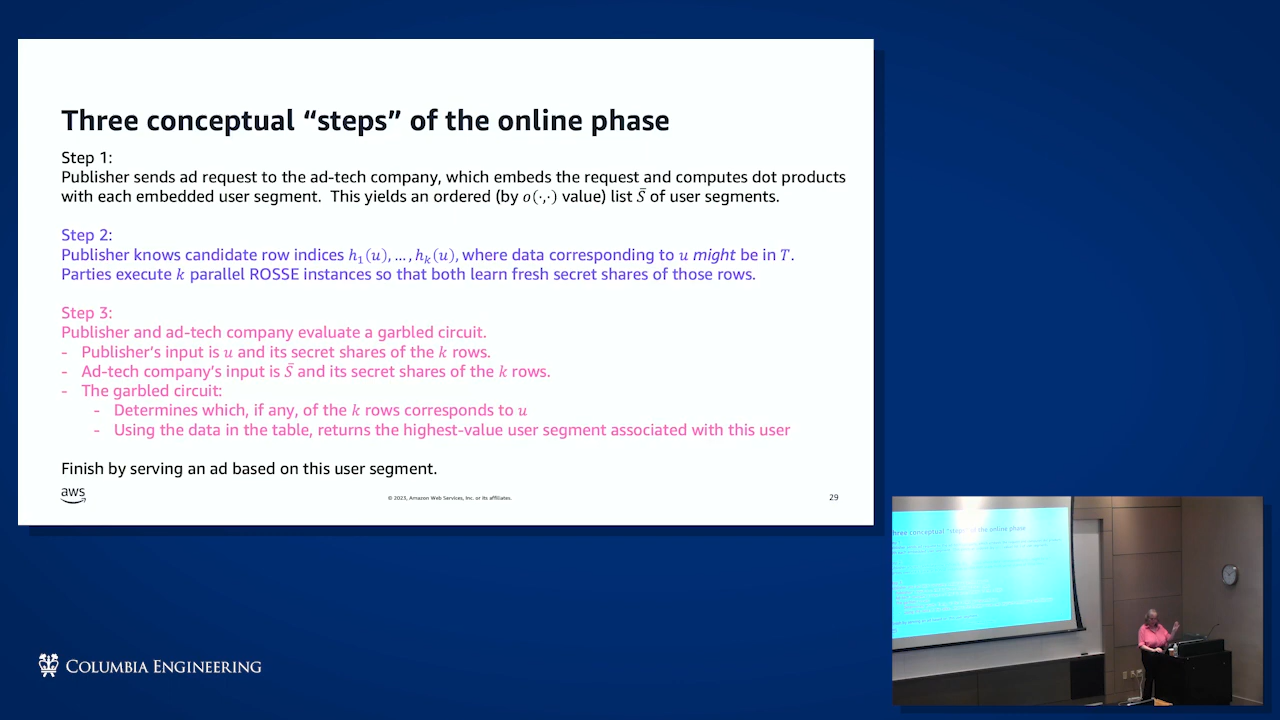 Three conceptual “steps” of the online phase
Step 1:
Publisher sends ad request to the ad-tech company, which embeds the request and computes dot products
with each embedded user segment. This yields an ordered (by o(·,·) value) list S̄ of user segments.
Step 2:
Publisher knows candidate row indices h₁(u), … , hₖ(u), where data corresponding to u might be in T.
Parties execute k parallel ROSSE instances so that both learn fresh secret shares of those rows.
Step 3:
Publisher and ad-tech company evaluate a garbled circuit.
- Publisher’s input is u and its secret shares of the k rows.
- Ad-tech company’s input is S̄ and its secret shares of the k rows.
- The garbled circuit:
- Determines which, if any, of the k rows corresponds to u
- Using the data in the table, returns the highest-value user segment associated with this user
Finish by serving an ad based on this user segment.
aws
© 2023, Amazon Web Services, Inc. or its affiliates.
29
Three conceptual “steps” of the online phase
COLUMBIA ENGINEERING